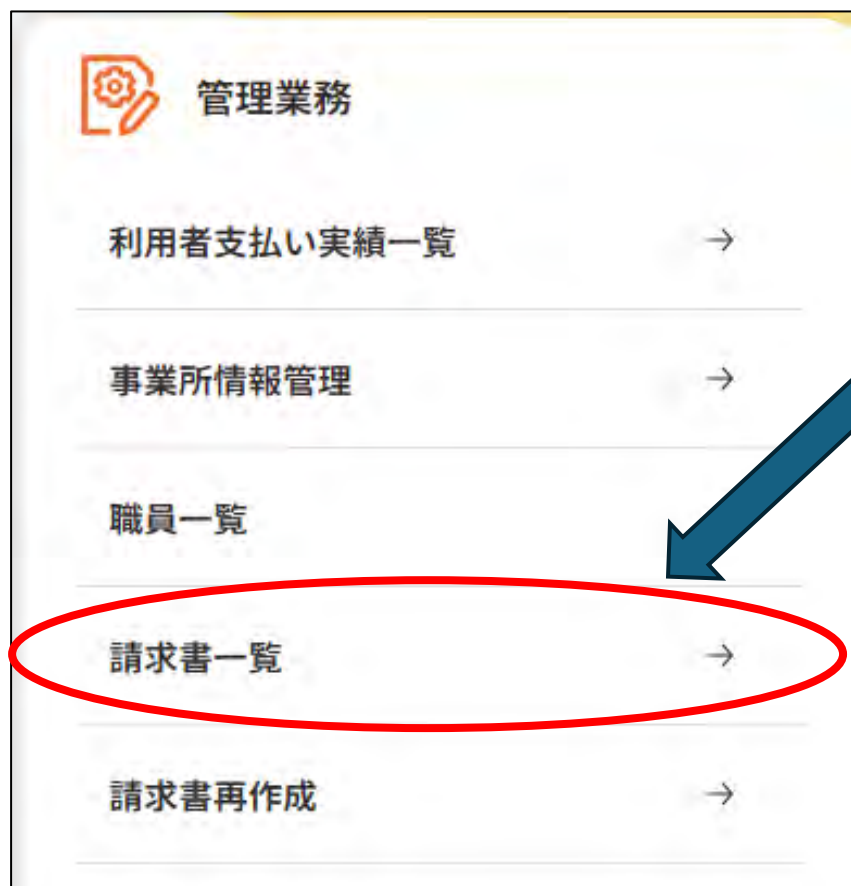 管理業務
利用者支払い実績一覧 →
事業所情報管理 →
職員一覧
請求書一覧 →
請求書再作成 →